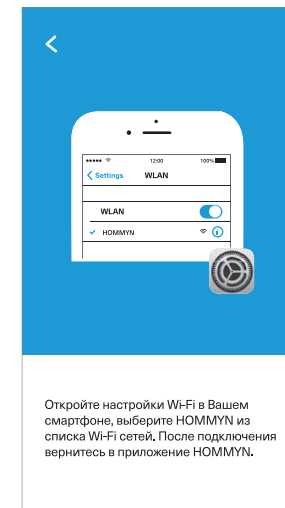 12:00 100%
Settings WLAN
WLAN
HOMMYN
Откройте настройки Wi-Fi в Вашем
смартфоне, выберите HOMMYN из
списка Wi-Fi сетей. После подключения
вернитесь в приложение HOMMYN.